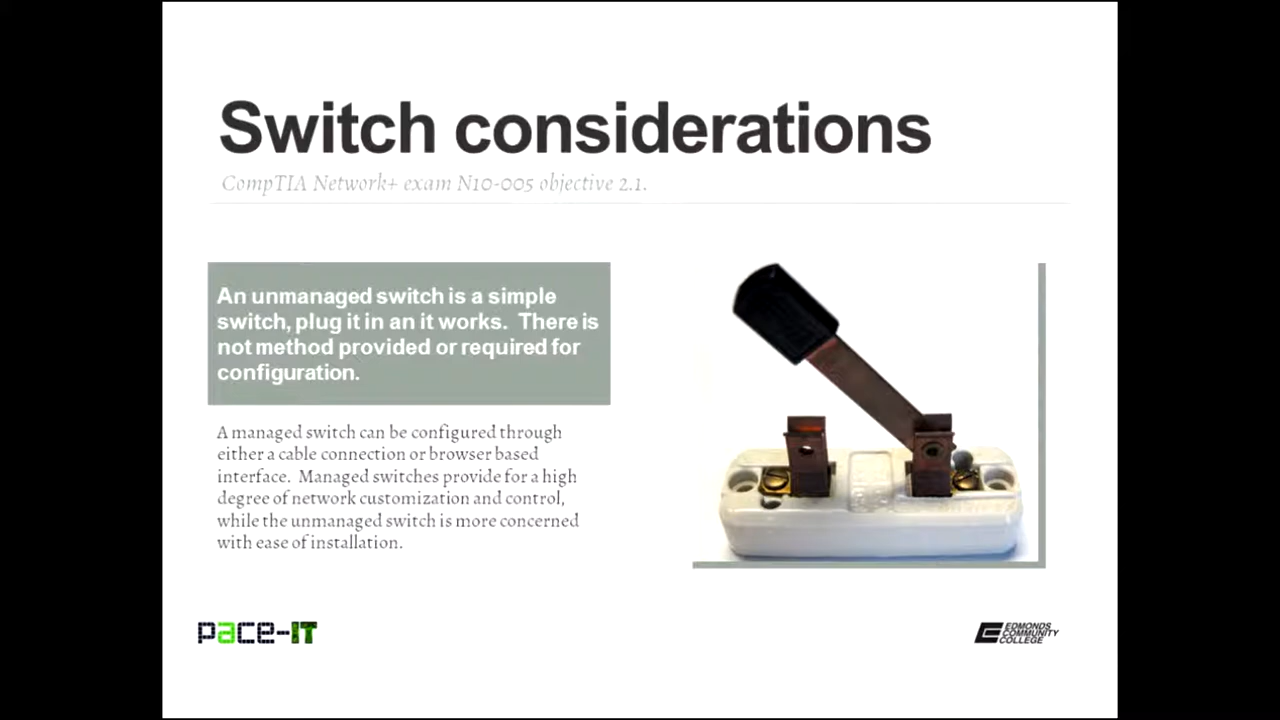 Switch considerations
CompTIA Network+ exam N10-005 objective 2.1.
An unmanaged switch is a simple
switch, plug it in an it works. There is
not method provided or required for
configuration.
A managed switch can be configured through
either a cable connection or browser based
interface. Managed switches provide for a high
degree of network customization and control,
while the unmanaged switch is more concerned
with ease of installation.
pace-IT
EDMONDS
COMMUNITY
COLLEGE